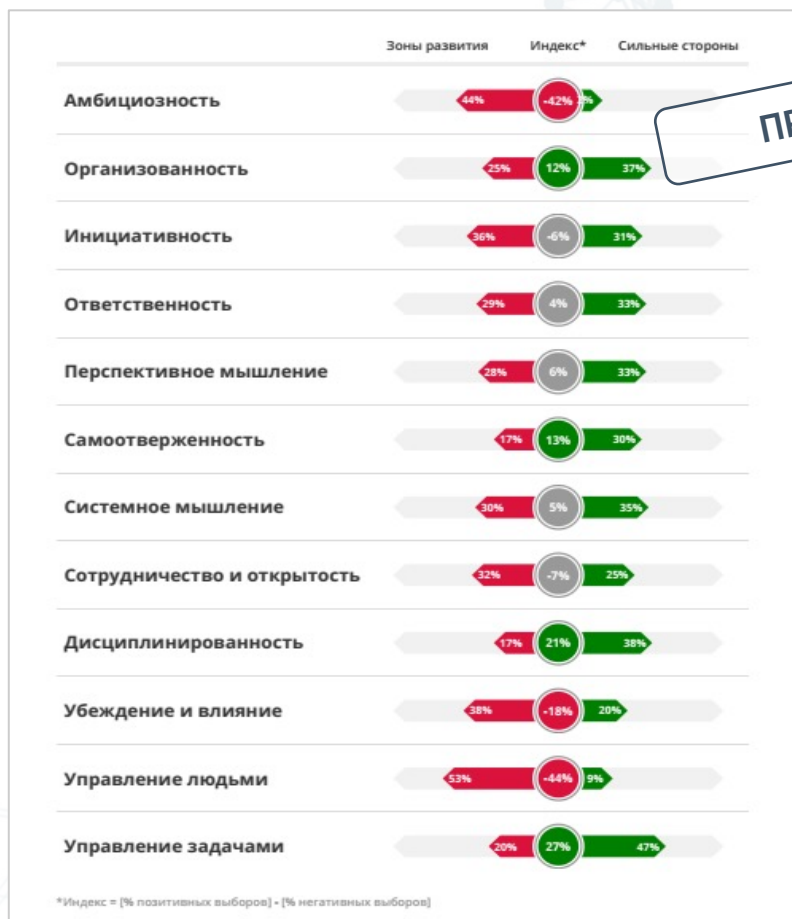 Зоны развития Индекс* Сильные стороны
Амбициозность 44% -42%
Организованность 25% 12% 37%
Инициативность 36% -6% 31%
Ответственность 29% 4% 33%
Перспективное мышление 28% 6% 33%
Самоотверженность 17% 13% 30%
Системное мышление 30% 5% 35%
Сотрудничество и открытость 32% -7% 25%
Дисциплинированность 17% 21% 38%
Убеждение и влияние 38% -18% 20%
Управление людьми 53% -44% 9%
Управление задачами 20% 27% 47%
*Индекс = [% позитивных выборов] - [% негативных выборов]